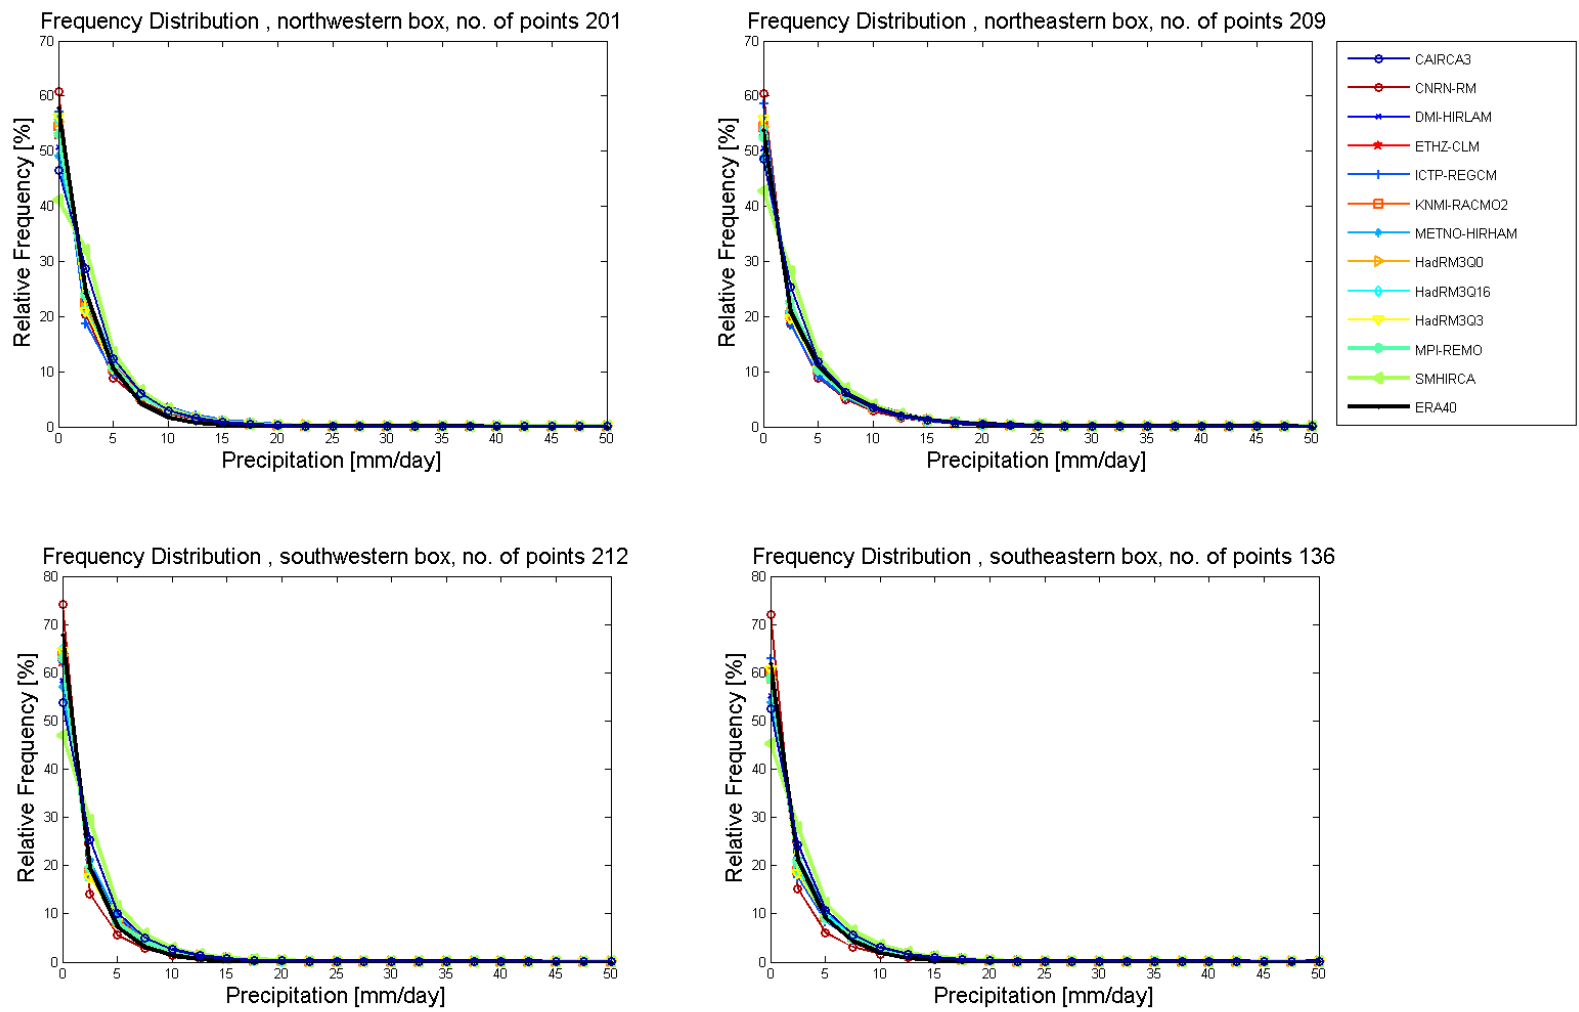 Frequency Distribution , northwestern box, no. of points 201
Relative Frequency [%]
70
60
50
40
30
20
10
0
0 5 10 15 20 25 30 35 40 45 50
Precipitation [mm/day]
Frequency Distribution , northeastern box, no. of points 209
Relative Frequency [%]
70
60
50
40
30
20
10
0
0 5 10 15 20 25 30 35 40 45 50
Precipitation [mm/day]
CAIRCA3
CNRN-RM
DMI-HIRLAM
ETHZ-CLM
ICTP-REGCM
KNMI-RACMO2
METNO-HIRHAM
HadRM3Q0
HadRM3Q16
HadRM3Q3
MPI-REMO
SMHIRCA
ERA40
Frequency Distribution , southwestern box, no. of points 212
Relative Frequency [%]
80
70
60
50
40
30
20
10
0
0 5 10 15 20 25 30 35 40 45 50
Precipitation [mm/day]
Frequency Distribution , southeastern box, no. of points 136
Relative Frequency [%]
80
70
60
50
40
30
20
10
0
0 5 10 15 20 25 30 35 40 45 50
Precipitation [mm/day]